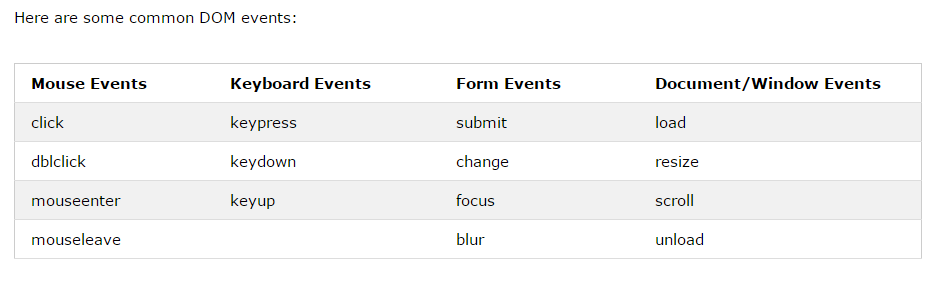 Here are some common DOM events:
Mouse Events Keyboard Events Form Events Document/Window Events
click keypress submit load
dblclick keydown change resize
mouseenter keyup focus scroll
mouseleave blur unload